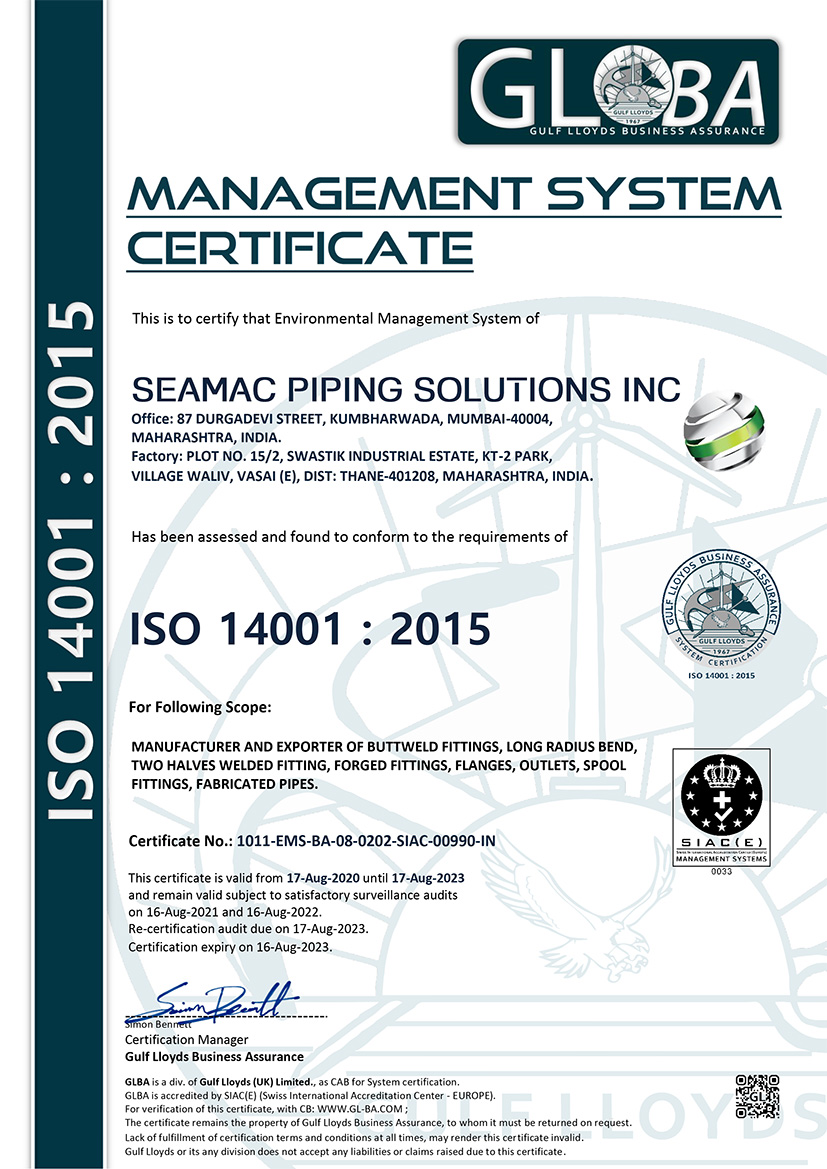 GLOBA
GULF LLOYDS
1967
GULF LLOYDS BUSINESS ASSURANCE
MANAGEMENT SYSTEM
CERTIFICATE
ISO 14001 : 2015
This is to certify that Environmental Management System of
SEAMAC PIPING SOLUTIONS INC
Office: 87 DURGADEVI STREET, KUMBHARWADA, MUMBAI-40004,
MAHARASHTRA, INDIA.
Factory: PLOT NO. 15/2, SWASTIK INDUSTRIAL ESTATE, KT-2 PARK,
VILLAGE WALIV, VASAI (E), DIST: THANE-401208, MAHARASHTRA, INDIA.
Has been assessed and found to conform to the requirements of
ISO 14001 : 2015
GULF LLOYDS BUSINESS ASSURANCE
GULF LLOYDS
1967
SYSTEM CERTIFICATION
ISO 14001 : 2015
For Following Scope:
MANUFACTURER AND EXPORTER OF BUTTWELD FITTINGS, LONG RADIUS BEND,
TWO HALVES WELDED FITTING, FORGED FITTINGS, FLANGES, OUTLETS, SPOOL
FITTINGS, FABRICATED PIPES.
SIAC(E)
MANAGEMENT SYSTEMS
0033
Certificate No.: 1011-EMS-BA-08-0202-SIAC-00990-IN
This certificate is valid from 17-Aug-2020 until 17-Aug-2023
and remain valid subject to satisfactory surveillance audits
on 16-Aug-2021 and 16-Aug-2022.
Re-certification audit due on 17-Aug-2023.
Certification expiry on 16-Aug-2023.
Simon Bennett
Simon Bennett
Certification Manager
Gulf Lloyds Business Assurance
GLBA is a div. of Gulf Lloyds (UK) Limited., as CAB for System certification.
GLBA is accredited by SIAC(E) (Swiss International Accreditation Center - EUROPE).
For verification of this certificate, with CB: WWW.GL-BA.COM ;
The certificate remains the property of Gulf Lloyds Business Assurance, to whom it must be returned on request.
Lack of fulfillment of certification terms and conditions at all times, may render this certificate invalid.
Gulf Lloyds or its any division does not accept any liabilities or claims raised due to this certificate.
GL
GULF LLOYDS